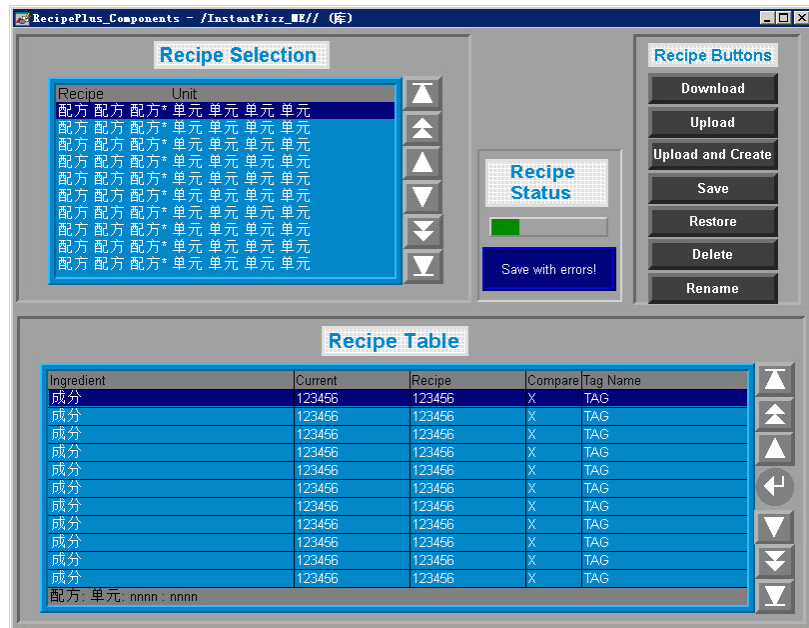 RecipePlus_Components - /InstantFizz_ME// (库)
Recipe Selection
Recipe Unit
配方 配方 配方* 单元 单元 单元 单元
配方 配方 配方* 单元 单元 单元 单元
配方 配方 配方* 单元 单元 单元 单元
配方 配方 配方* 单元 单元 单元 单元
配方 配方 配方* 单元 单元 单元 单元
配方 配方 配方* 单元 单元 单元 单元
配方 配方 配方* 单元 单元 单元 单元
配方 配方 配方* 单元 单元 单元 单元
配方 配方 配方* 单元 单元 单元 单元
配方 配方 配方* 单元 单元 单元 单元
Recipe
Status
Save with errors!
Recipe Buttons
Download
Upload
Upload and Create
Save
Restore
Delete
Rename
Recipe Table
Ingredient Current Recipe Compare Tag Name
成分 123456 123456 X TAG
成分 123456 123456 X TAG
成分 123456 123456 X TAG
成分 123456 123456 X TAG
成分 123456 123456 X TAG
成分 123456 123456 X TAG
成分 123456 123456 X TAG
成分 123456 123456 X TAG
成分 123456 123456 X TAG
成分 123456 123456 X TAG
成分 123456 123456 X TAG
配方: 单元: nnnn : nnnn